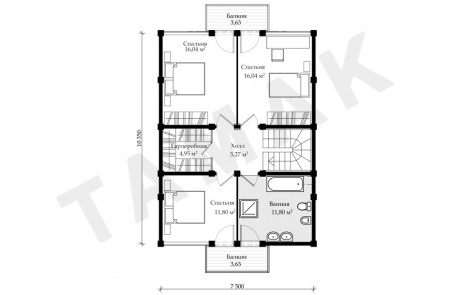 Балкон
3,65
Спальня
16,04 м²
Спальня
16,04 м²
Гардеробная
4,95 м²
Холл
5,27 м²
Спальня
11,80 м²
Ванная
11,80 м²
Балкон
3,65
10 550
7 500
TAMAK